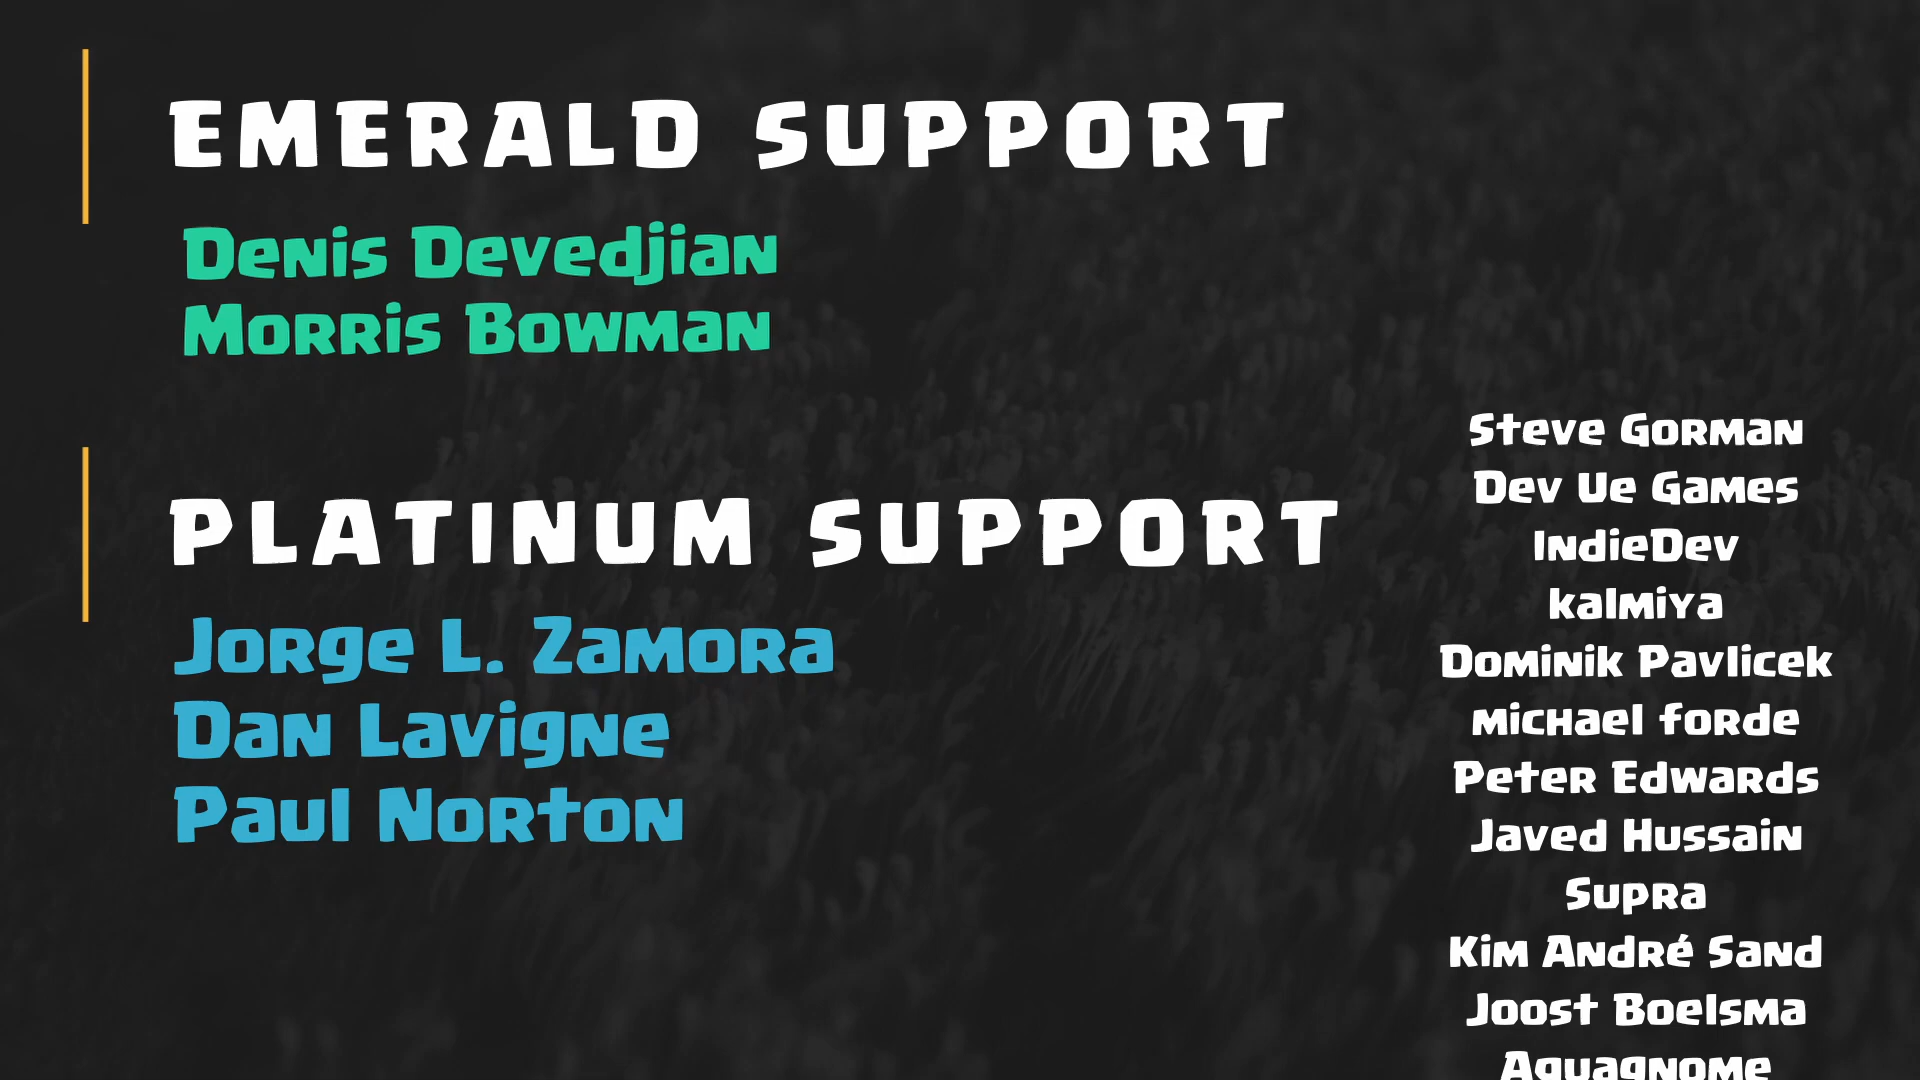 EMERALD SUPPORT
Denis Devedjian
Morris Bowman
PLATINUM SUPPORT
Jorge L. Zamora
Dan Lavigne
Paul Norton
Steve Gorman
Dev Ue Games
IndieDev
kalmiya
Dominik Pavlicek
michael forde
Peter Edwards
Javed Hussain
Supra
Kim André Sand
Joost Boelsma
Aquagnome